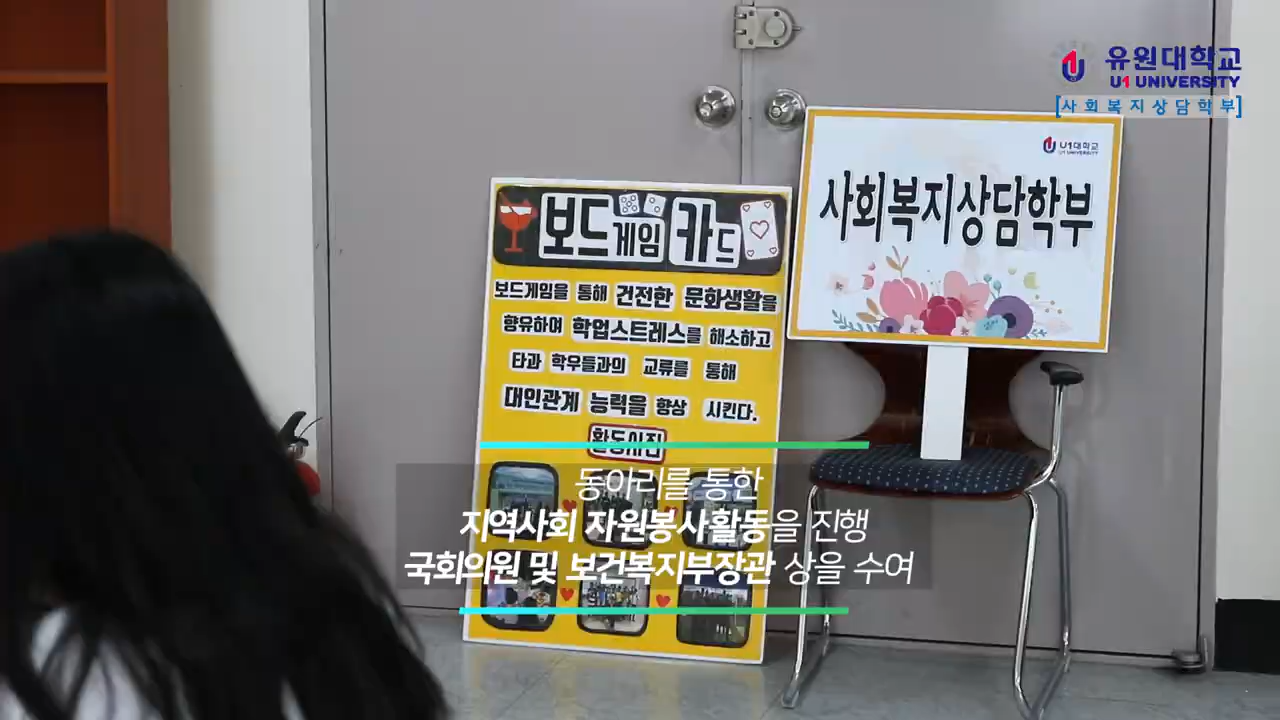 유원대학교
U1 UNIVERSITY
[사회복지상담학부]
U1대학교
U1 UNIVERSITY
사회복지상담학부
보드게임 카드
보드게임을 통해 건전한 문화생활을
향유하며 학업스트레스를 해소하고
타과 학우들과의 교류를 통해
대인관계 능력을 향상 시킨다.
활동사진
동아리를 통한
지역사회 자원봉사활동을 진행
국회의원 및 보건복지부장관 상을 수여